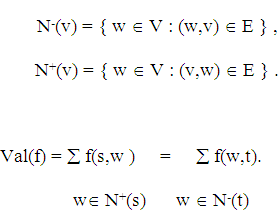 N⁻(v) = { w ∈ V : (w,v) ∈ E } ,
N⁺(v) = { w ∈ V : (v,w) ∈ E } .
Val(f) = ∑ f(s,w ) = ∑ f(w,t).
w∈ N⁺(s) w ∈ N⁻(t)